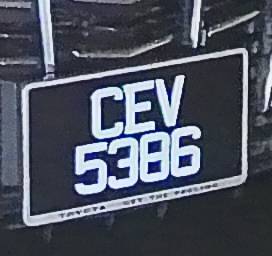 CEV
5386
TOYOTA GET THE FEELING